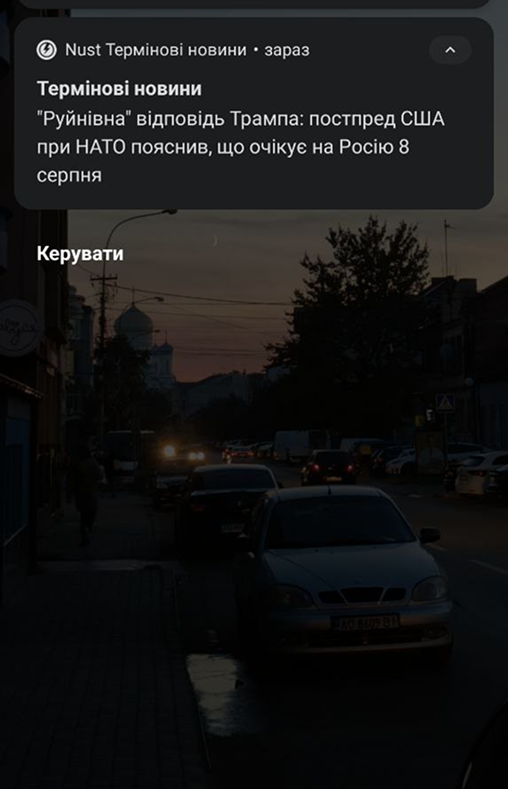 Nust Термінові новини • зараз
Термінові новини
"Руйнівна" відповідь Трампа: постпред США
при НАТО пояснив, що очікує на Росію 8
серпня
Керувати